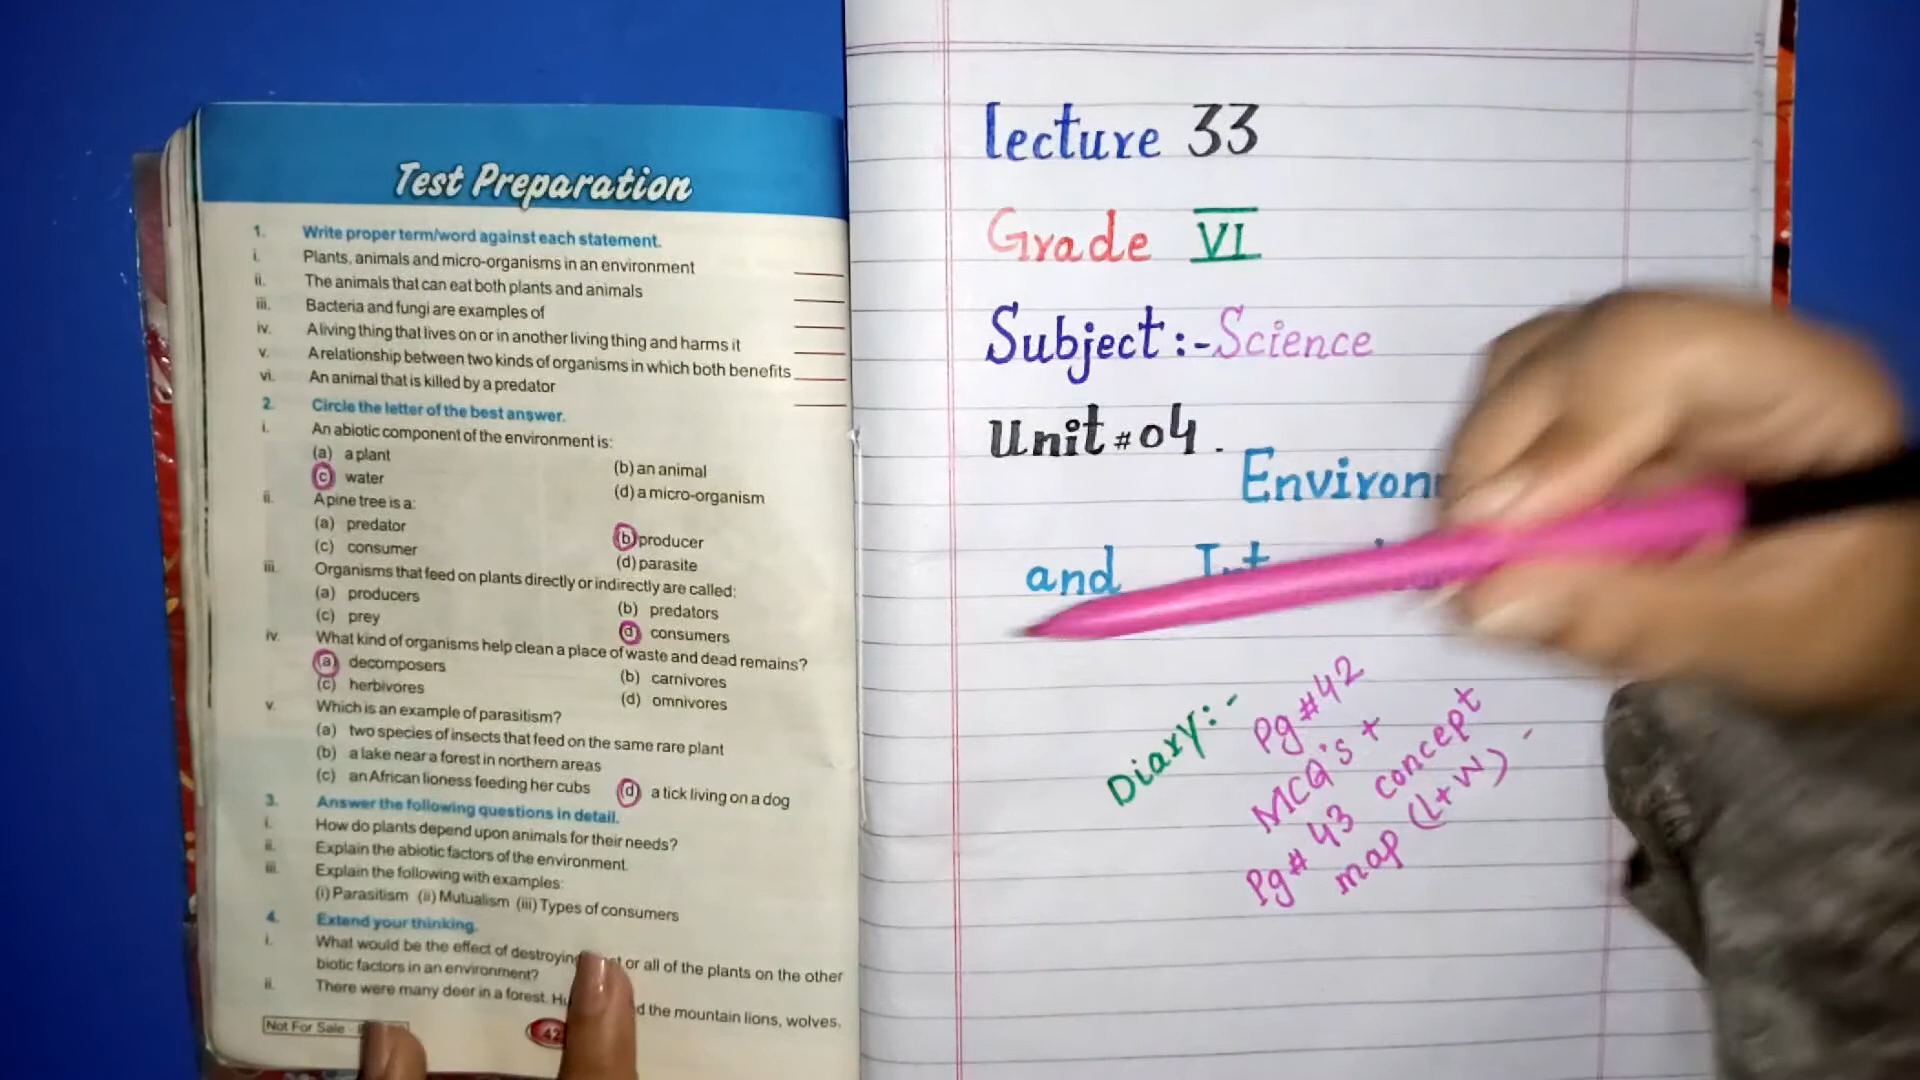 Test Preparation
1. Write proper term/word against each statement.
i. Plants, animals and micro-organisms in an environment
ii. The animals that can eat both plants and animals
iii. Bacteria and fungi are examples of
iv. A living thing that lives on or in another living thing and harms it
v. A relationship between two kinds of organisms in which both benefits
vi. An animal that is killed by a predator
2. Circle the letter of the best answer.
i. An abiotic component of the environment is:
(a) a plant (b) an animal
(c) water (d) a micro-organism
ii. A pine tree is a:
(a) predator (b) producer
(c) consumer (d) parasite
iii. Organisms that feed on plants directly or indirectly are called:
(a) producers (b) predators
(c) prey (d) consumers
iv. What kind of organisms help clean a place of waste and dead remains?
(a) decomposers (b) carnivores
(c) herbivores (d) omnivores
v. Which is an example of parasitism?
(a) two species of insects that feed on the same rare plant
(b) a lake near a forest in northern areas
(c) an African lioness feeding her cubs (d) a tick living on a dog
3. Answer the following questions in detail.
i. How do plants depend upon animals for their needs?
ii. Explain the abiotic factors of the environment.
iii. Explain the following with examples:
(i) Parasitism (ii) Mutualism (iii) Types of consumers
4. Extend your thinking.
i. What would be the effect of destroying or all of the plants on the other
biotic factors in an environment?
ii. There were many deer in a forest. the mountain lions, wolves.
Not For Sale
42
Lecture 33
Grade VI
Subject:-Science
Unit#04.
and
Diary:-
Pg#42
MCQ's +
Pg# 43 concept
map (L+W)